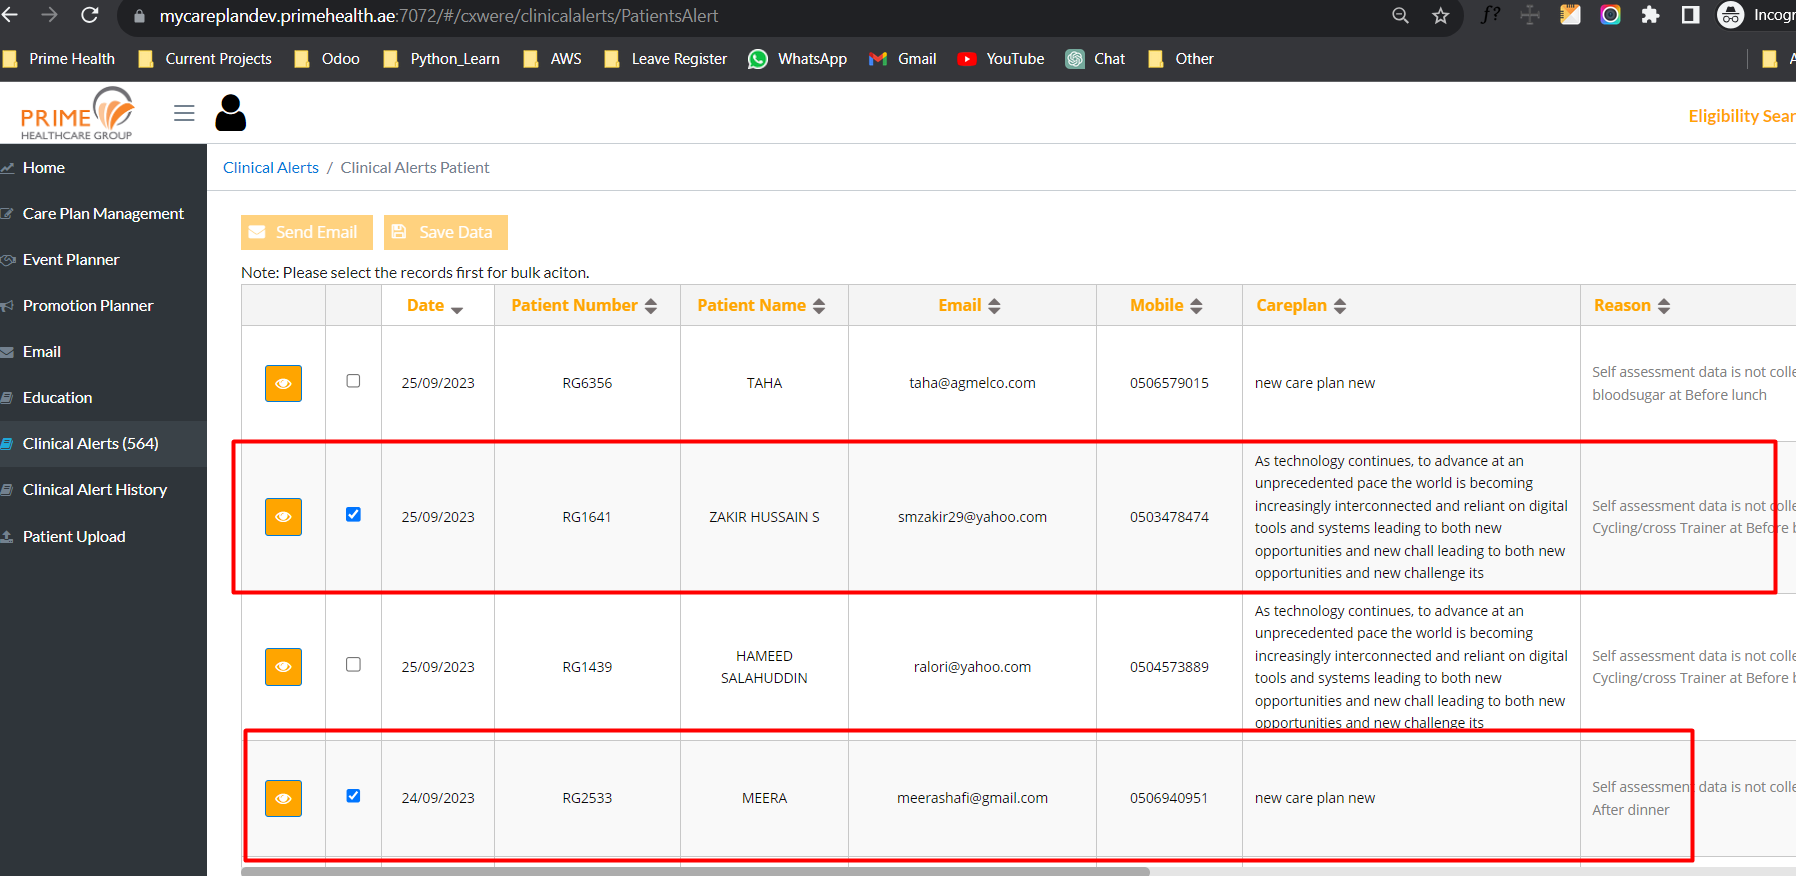 mycareplandev.primehealth.ae:7072/#/cxwere/clinicalalerts/PatientsAlert
f?
Prime Health Current Projects Odoo Python_Learn AWS Leave Register WhatsApp Gmail YouTube Chat Other
PRIME
HEALTHCARE GROUP
Home
Care Plan Management
Event Planner
Promotion Planner
Email
Education
Clinical Alerts (564)
Clinical Alert History
Patient Upload
Eligibility
Clinical Alerts / Clinical Alerts Patient
Send Email Save Data
Note: Please select the records first for bulk aciton.
Date Patient Number Patient Name Email Mobile Careplan Reason
25/09/2023 RG6356 TAHA taha@agmelco.com 0506579015 new care plan new
Self assessment data is not
bloodsugar at Before lunch
25/09/2023 RG1641 ZAKIR HUSSAIN S smzakir29@yahoo.com 0503478474
As technology continues, to advance at an
unprecedented pace the world is becoming
increasingly interconnected and reliant on digital
tools and systems leading to both new
opportunities and new chall leading to both new
opportunities and new challenge its
Self assessment data is not
Cycling/cross Trainer at Before
25/09/2023 RG1439
HAMEED
SALAHUDDIN
ralori@yahoo.com 0504573889
As technology continues, to advance at an
unprecedented pace the world is becoming
increasingly interconnected and reliant on digital
tools and systems leading to both new
opportunities and new chall leading to both new
opportunities and new challenge its
Self assessment data is not
Cycling/cross Trainer at Before
24/09/2023 RG2533 MEERA meerashafi@gmail.com 0506940951 new care plan new
Self assessment data is not
After dinner